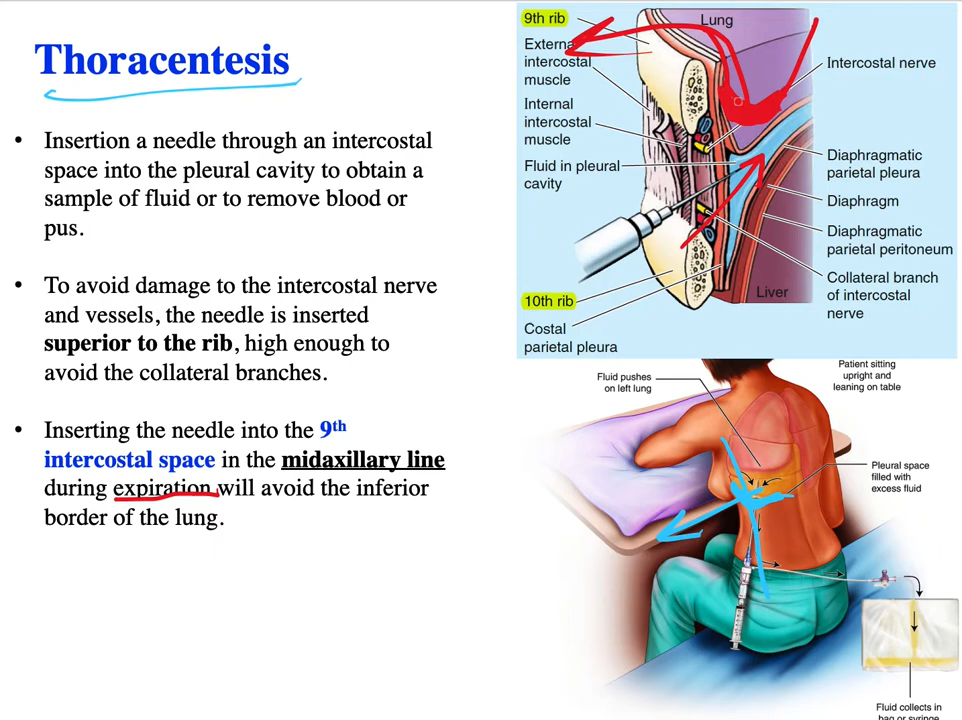 Thoracentesis
• Insertion a needle through an intercostal
space into the pleural cavity to obtain a
sample of fluid or to remove blood or
pus.
• To avoid damage to the intercostal nerve
and vessels, the needle is inserted
superior to the rib, high enough to
avoid the collateral branches.
• Inserting the needle into the 9th
intercostal space in the midaxillary line
during expiration will avoid the inferior
border of the lung.
9th rib
External
intercostal
muscle
Internal
intercostal
muscle
Fluid in pleural
cavity
10th rib
Costal
parietal pleura
Lung
Liver
Intercostal nerve
Diaphragmatic
parietal pleura
Diaphragm
Diaphragmatic
parietal peritoneum
Collateral branch
of intercostal
nerve
Fluid pushes
on left lung
Patient sitting
upright and
leaning on table
Pleural space
filled with
excess fluid
Fluid collects in
bag or syringe